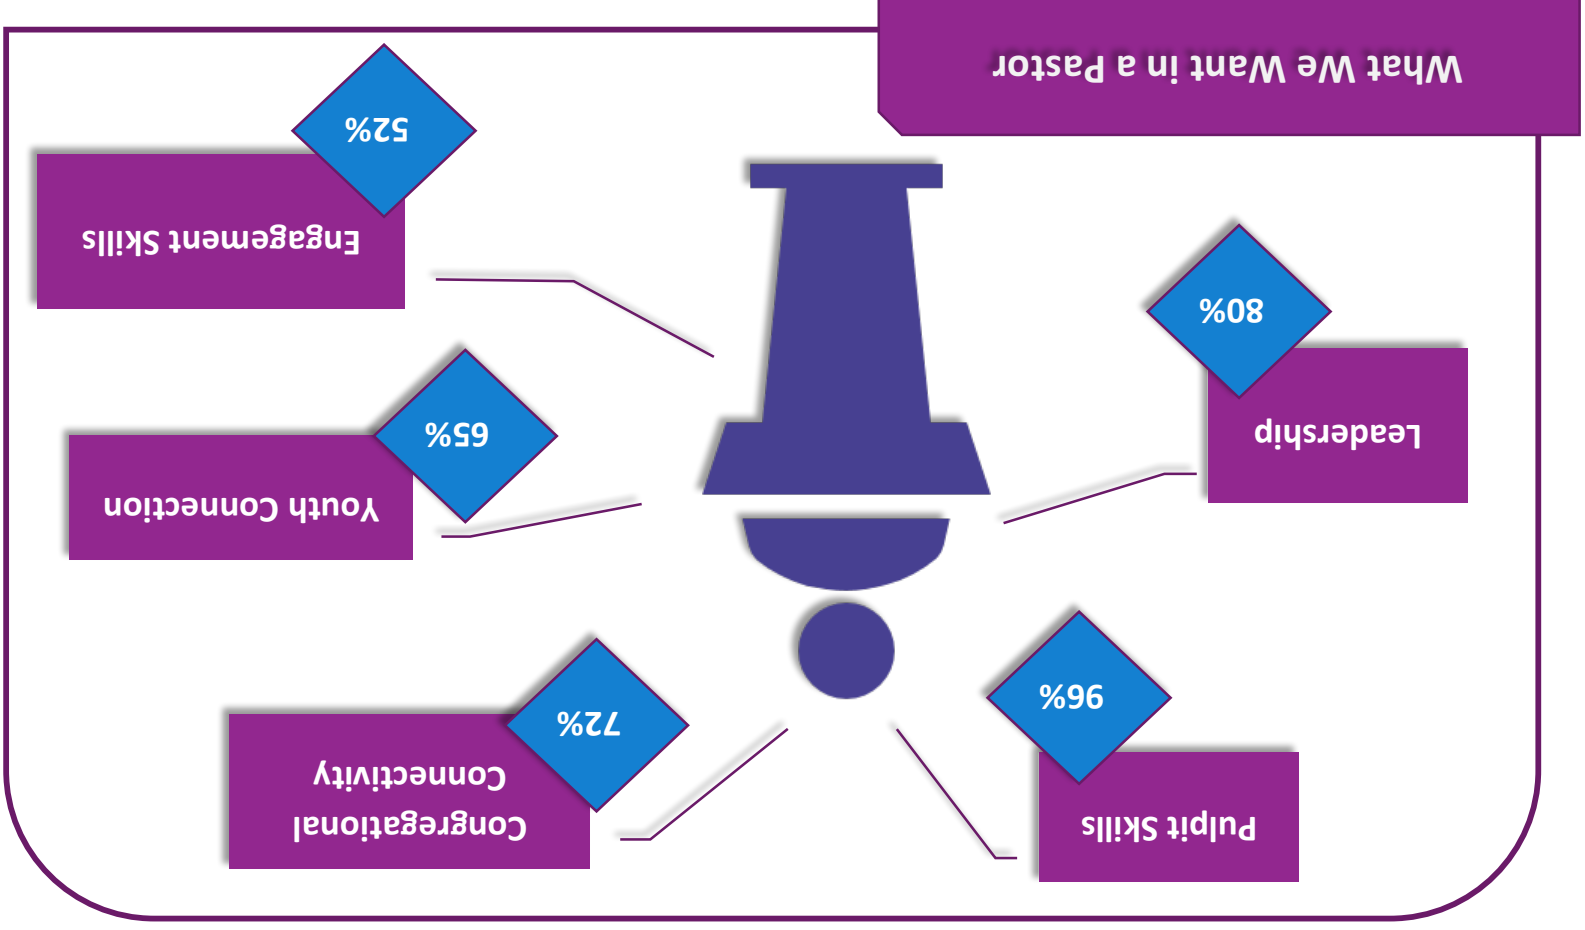 Pulpit Skills
96%
Congregational
Connectivity
72%
Leadership
80%
Youth Connection
65%
Engagement Skills
52%
What We Want in a Pastor